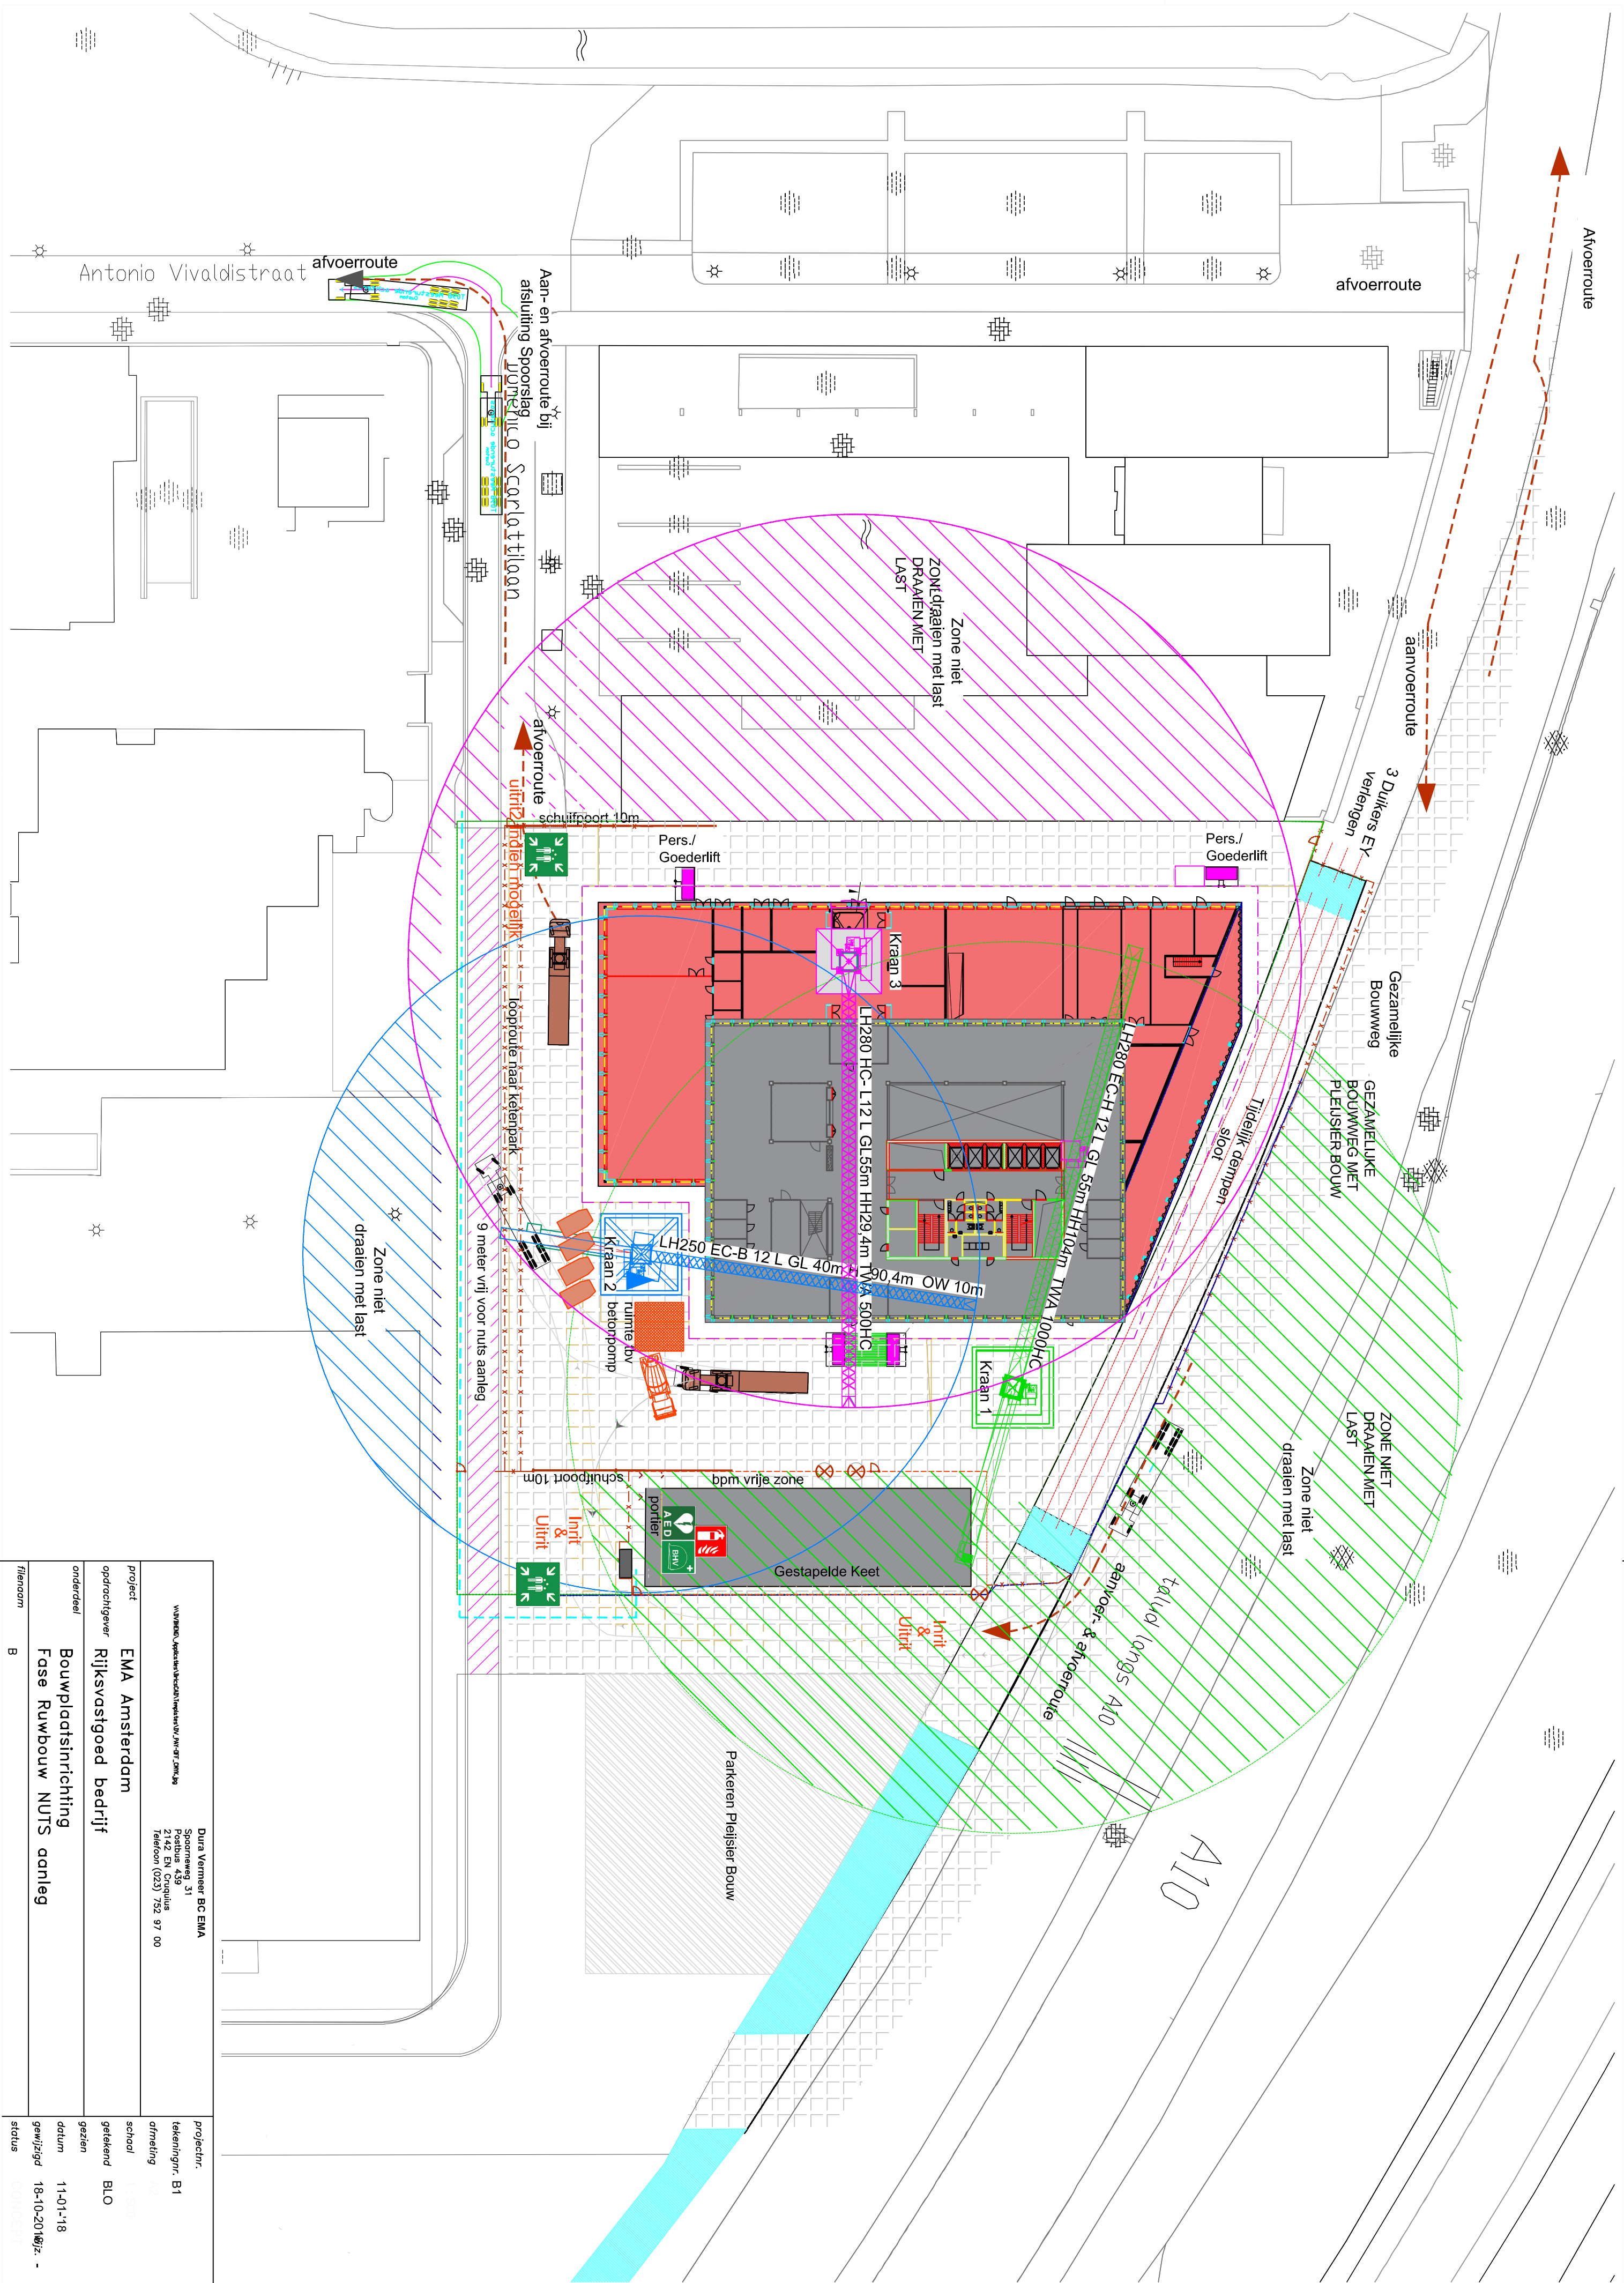 Afvoerroute
afvoerroute
Antonio Vivaldistraat
afvoerroute
Aan- en afvoerroute bij
afsluiting Spoorslag
Domenico Scarlattilaan
aanvoerroute
ZONE
draaien met last
DRAAIEN MET
LAST
Zone niet
3 Duikers EY
verlengen
afvoerroute
uitrit2 indien mogelijk
schuifpoort 10m
Pers./
Goederlift
Pers./
Goederlift
Kraan 3
Gezamelijke
Bouwweg
GEZAMELIJKE
BOUWWEG MET
PLEIJSIER BOUW
Tijdelijk dempen
sloot
LH280 HC- L12 L GL55m HH29,4m TWA 500HC
LH280 EC-H 12 L GL 55m HH104m TWA 1000HC
LH250 EC-B 12 L GL 40m
90,4m OW 10m
looproute naar ketenpark
9 meter vrij voor nuts aanleg
Zone niet
draaien met last
Kraan 2
ruimte tbv
betonpomp
Kraan 1
ZONE NIET
DRAAIEN MET
LAST
Zone niet
draaien met last
schuifpoort 10m
bpm vrije zone
portier
AED
BHV
Gestapelde Keet
Inrit
&
Uitrit
Inrit
&
Uitrit
aanvoer- & afvoerroute
talud langs A10
A10
Parkeren Pleijsier Bouw
Dura Vermeer BC EMA
Spaarneweg 31
Postbus 439
2142 EN Cruquius
Telefoon (023) 752 97 00
project EMA Amsterdam
opdrachtgever Rijksvastgoed bedrijf
onderdeel Bouwplaatsinrichting
Fase Ruwbouw NUTS aanleg
filenaam B
projectnr.
tekeningnr. B1
afmeting
schaal
getekend BLO
gezien
datum 11-01-'18
gewijzigd 18-10-2018
wijz. -
status